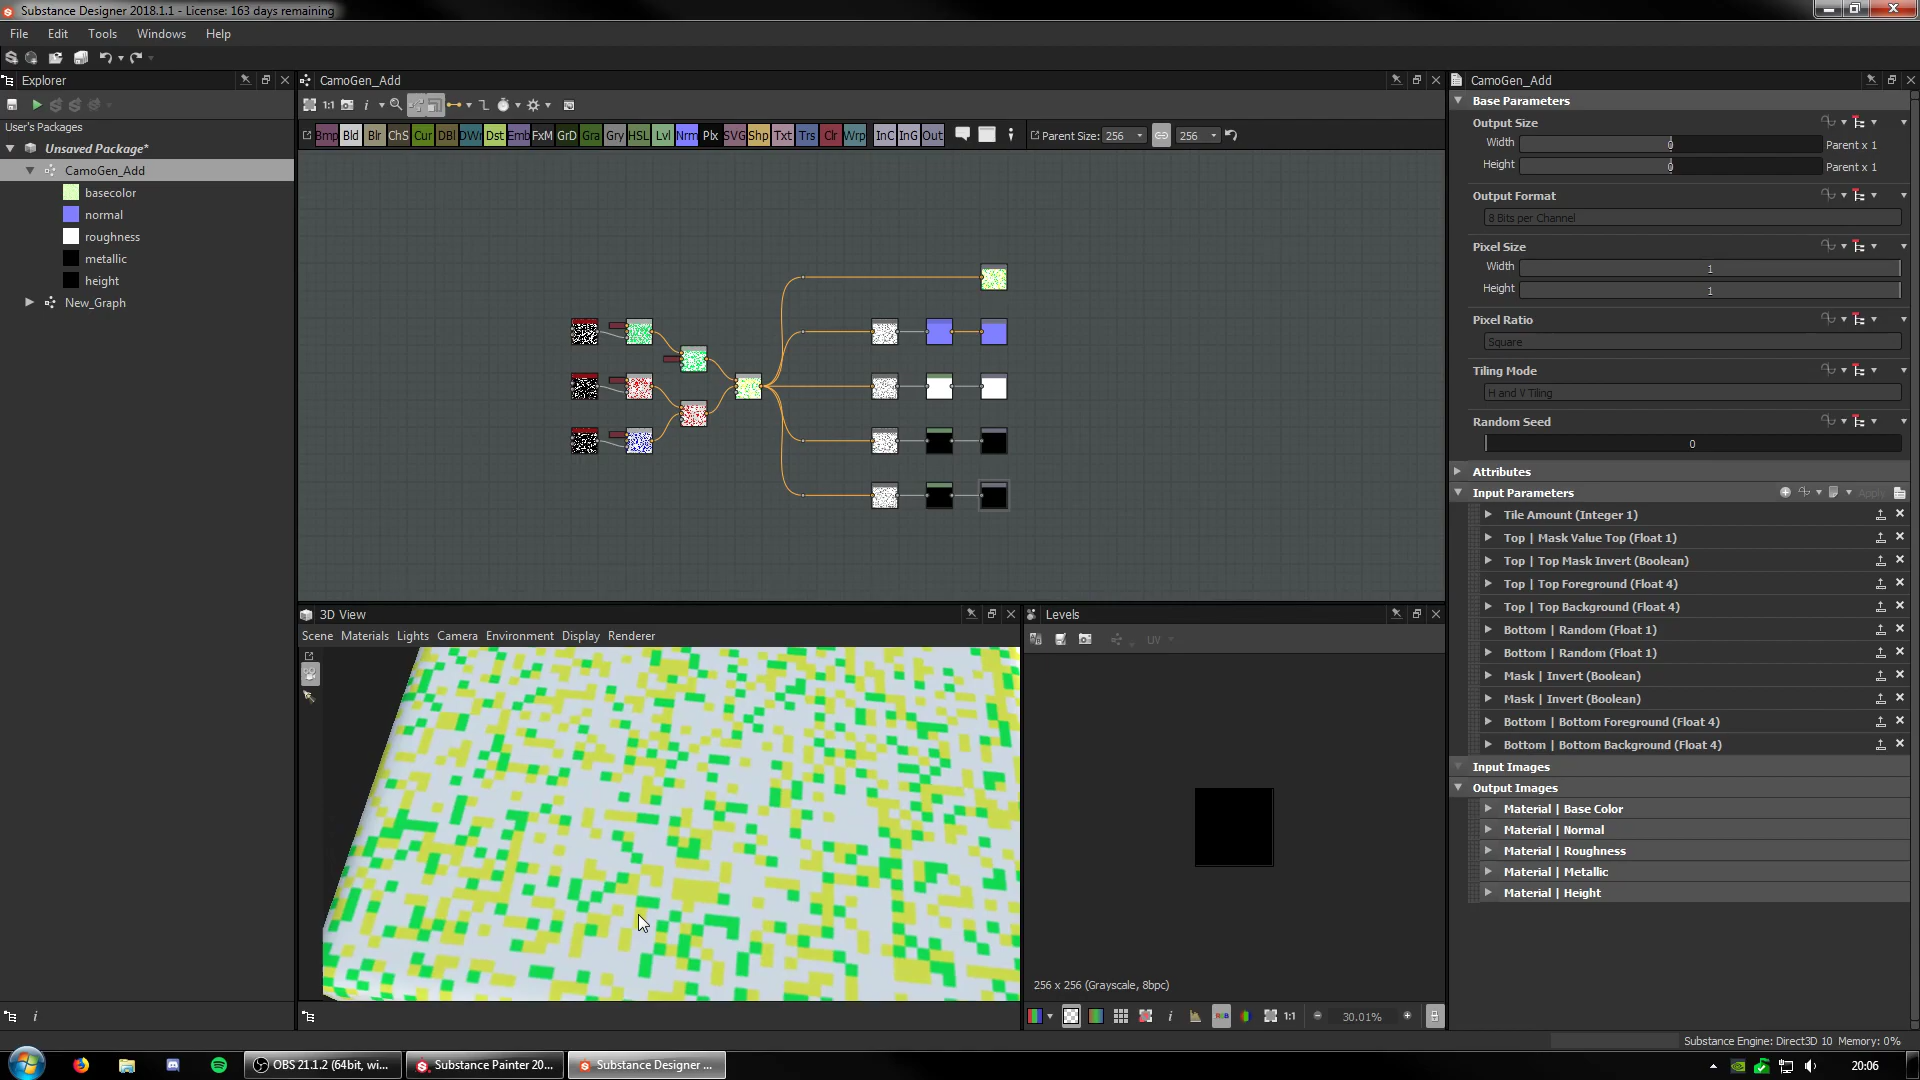 Substance Designer 2018.1.1 - License: 163 days remaining
File Edit Tools Windows Help
Explorer
User's Packages
Unsaved Package*
CamoGen_Add
basecolor
normal
roughness
metallic
height
New_Graph
CamoGen_Add
1:1
Bmp Bld Blr ChS Cur DBl DWr Dst Emb FxM GrD Gra Gry HSL Lvl Nrm Plx SVG Shp Txt Trs Clr Wrp InC InG Out Parent Size: 256 256
3D View
Scene Materials Lights Camera Environment Display Renderer
Levels
UV
256 x 256 (Grayscale, 8bpc)
RGB 1:1 30.01%
CamoGen_Add
Base Parameters
Output Size
Width 0 Parent x 1
Height 0 Parent x 1
Output Format
8 Bits per Channel
Pixel Size
Width 1
Height 1
Pixel Ratio
Square
Tiling Mode
H and V Tiling
Random Seed
0
Attributes
Input Parameters Apply
Tile Amount (Integer 1)
Top | Mask Value Top (Float 1)
Top | Top Mask Invert (Boolean)
Top | Top Foreground (Float 4)
Top | Top Background (Float 4)
Bottom | Random (Float 1)
Bottom | Random (Float 1)
Mask | Invert (Boolean)
Mask | Invert (Boolean)
Bottom | Bottom Foreground (Float 4)
Bottom | Bottom Background (Float 4)
Input Images
Output Images
Material | Base Color
Material | Normal
Material | Roughness
Material | Metallic
Material | Height
Substance Engine: Direct3D 10 Memory: 0%
OBS 21.1.2 (64bit, wi...
Substance Painter 20...
Substance Designer ...
20:06